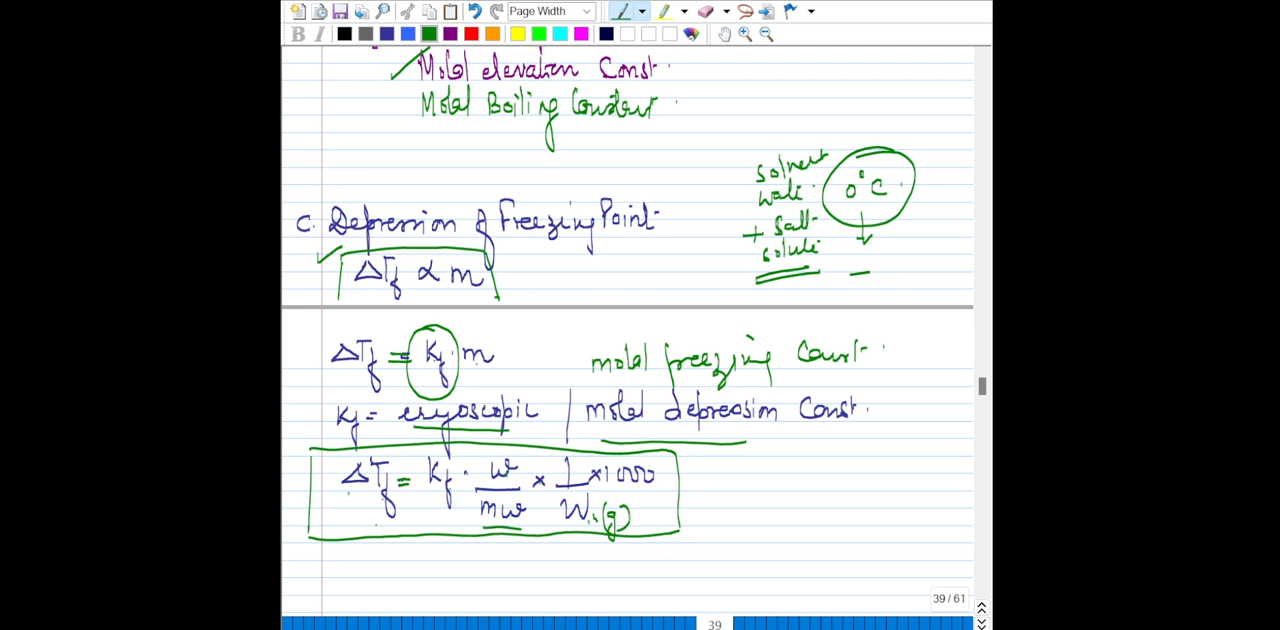 Page Width
B I
Molal elevation Const.
Molal Boiling Constant
Solvent
wate.
+ Salt
solute
0°C
C. Depression of Freezing Point
ΔTf ∝ m
ΔTf = Kf. m
molal freezing Const.
Kf = cryoscopic | molal depression Const.
ΔTf = Kf . w/mw × 1/W₁(g) × 1000
39 / 61
39